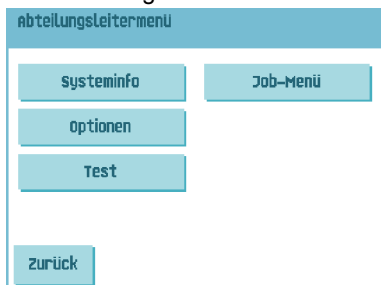 Abteilungsleitermenü
Systeminfo
Job-Menü
Optionen
Test
Zurück